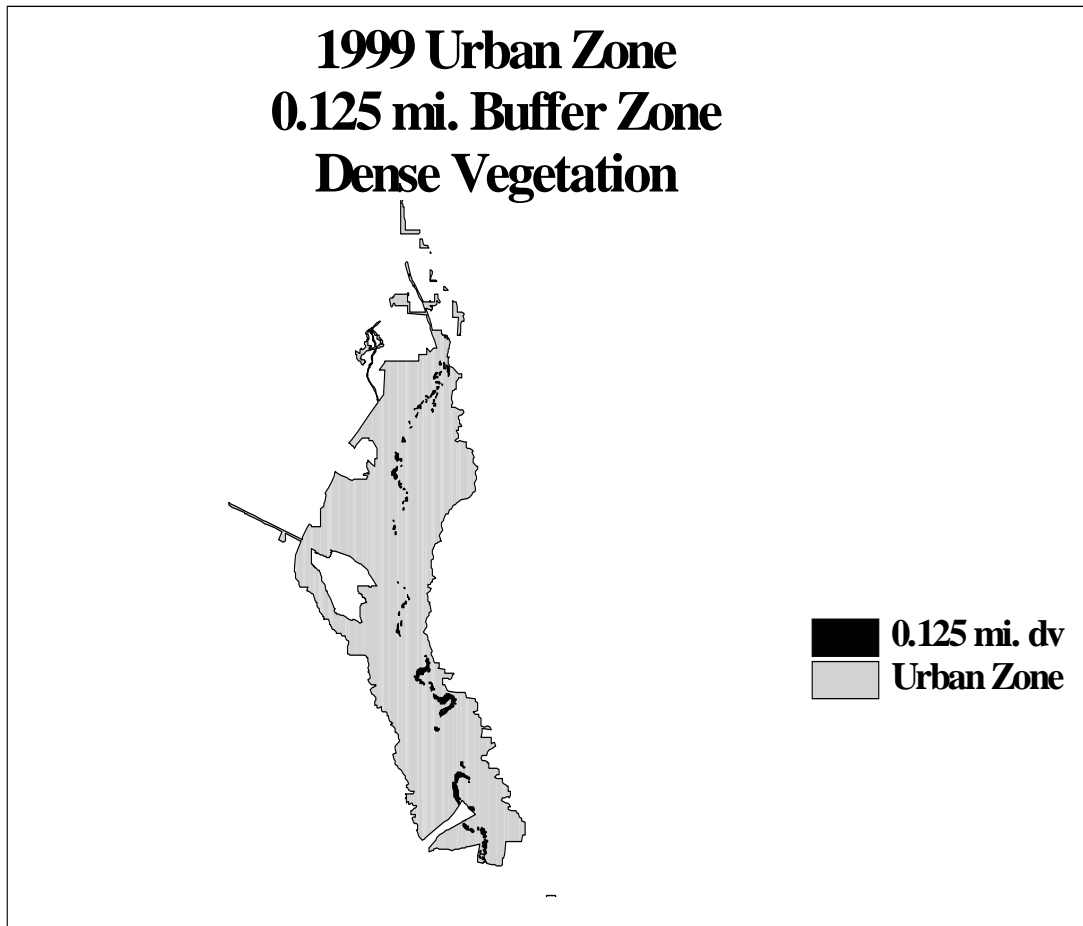 1999 Urban Zone
0.125 mi. Buffer Zone
Dense Vegetation
0.125 mi. dv
Urban Zone